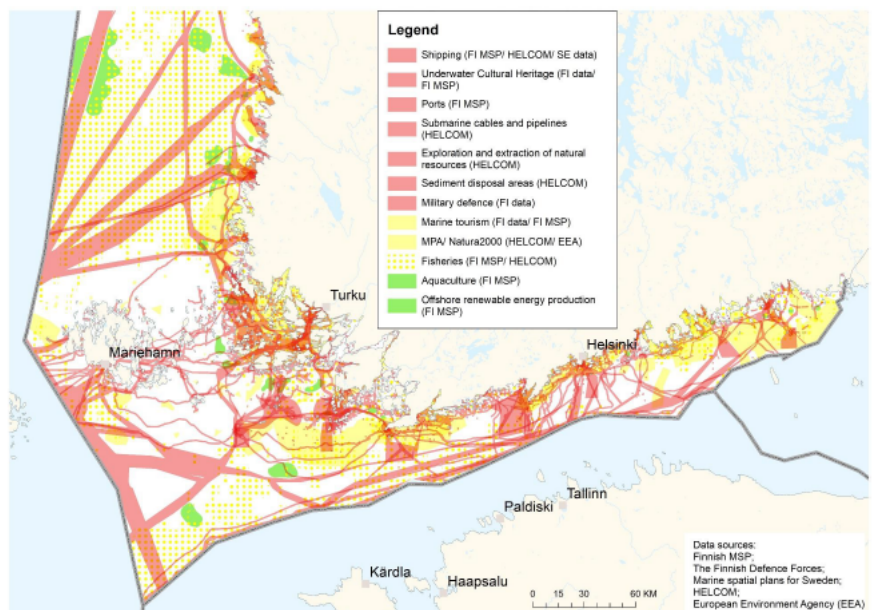 Legend
Shipping (FI MSP/ HELCOM/ SE data)
Underwater Cultural Heritage (FI data/
FI MSP)
Ports (FI MSP)
Submarine cables and pipelines
(HELCOM)
Exploration and extraction of natural
resources (HELCOM)
Sediment disposal areas (HELCOM)
Military defence (FI data)
Marine tourism (FI data/ FI MSP)
MPA/ Natura2000 (HELCOM/ EEA)
Fisheries (FI MSP/ HELCOM)
Aquaculture (FI MSP)
Offshore renewable energy production
(FI MSP)
Turku
Helsinki
Mariehamn
Tallinn
Paldiski
Kärdla
Haapsalu
0 30 60 KM
Data sources:
Finnish MSP;
The Finnish Defence Forces;
Marine spatial plans for Sweden;
HELCOM;
European Environment Agency (EEA)